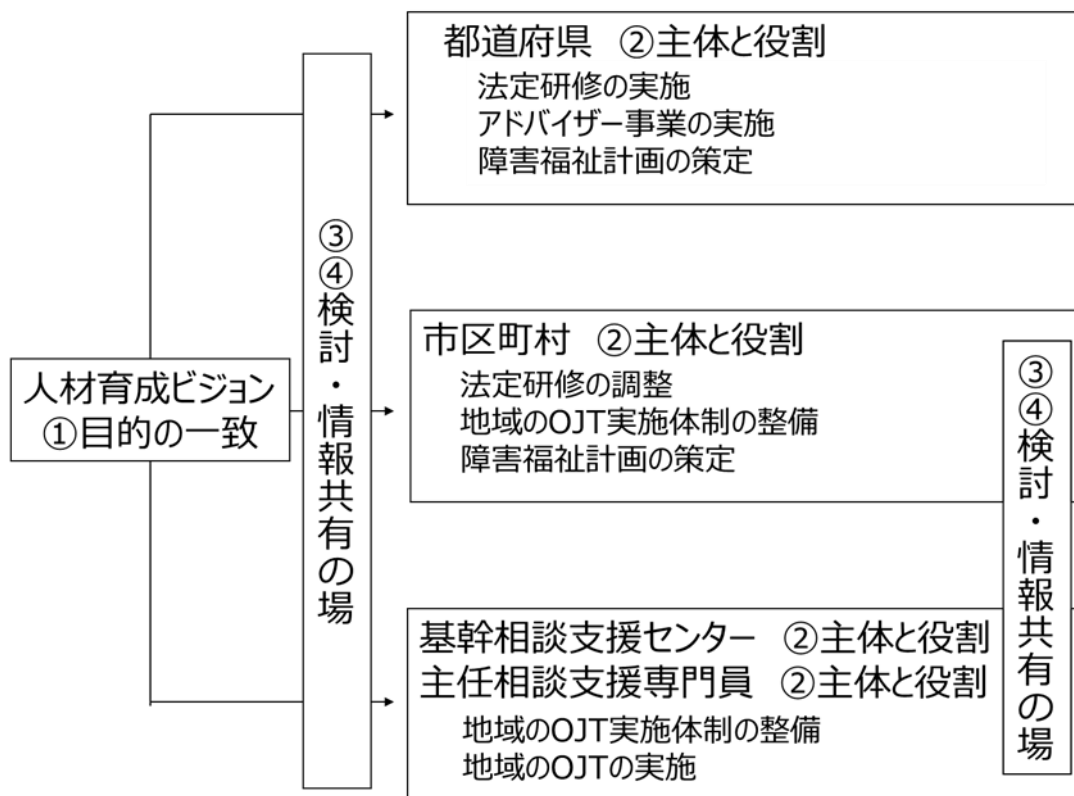 人材育成ビジョン
①目的の一致
③④検討・情報共有の場
都道府県 ②主体と役割
法定研修の実施
アドバイザー事業の実施
障害福祉計画の策定
市区町村 ②主体と役割
法定研修の調整
地域のOJT実施体制の整備
障害福祉計画の策定
基幹相談支援センター ②主体と役割
主任相談支援専門員 ②主体と役割
地域のOJT実施体制の整備
地域のOJTの実施
③④検討・情報共有の場